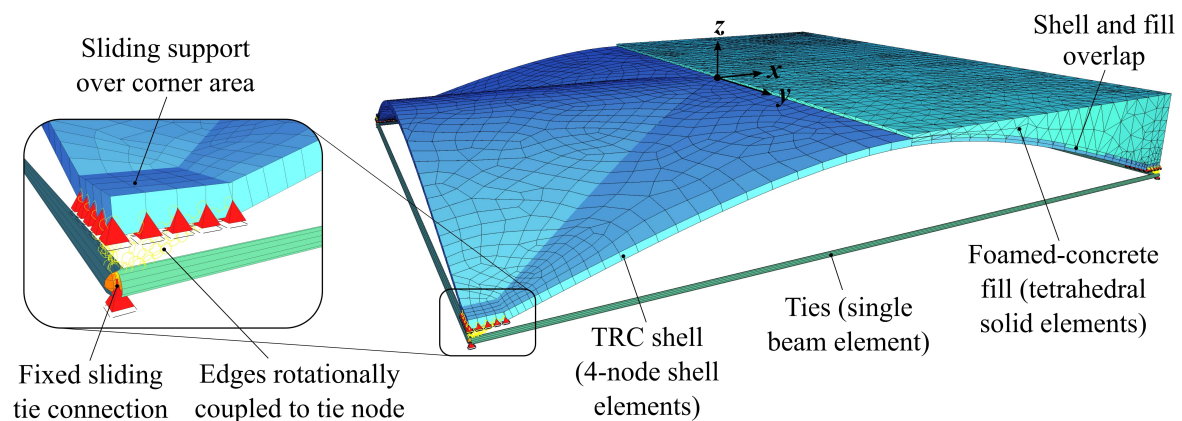 Sliding support
over corner area
z
x
y
Shell and fill
overlap
Fixed sliding
tie connection
Edges rotationally
coupled to tie node
TRC shell
(4-node shell
elements)
Ties (single
beam element)
Foamed-concrete
fill (tetrahedral
solid elements)